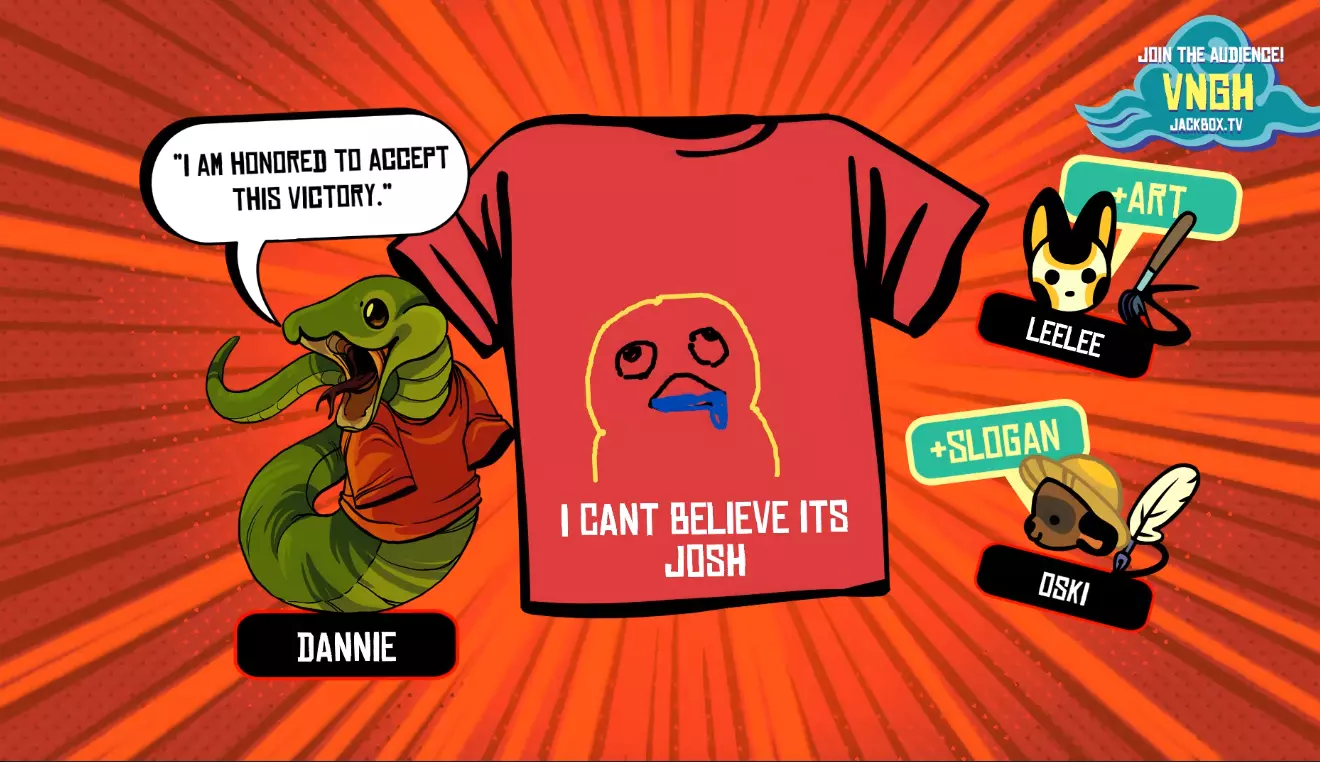 JOIN THE AUDIENCE!
VNGH
JACKBOX.TV
"I AM HONORED TO ACCEPT
THIS VICTORY."
+ART
LEELEE
+SLOGAN
OSKI
I CANT BELIEVE ITS
JOSH
DANNIE